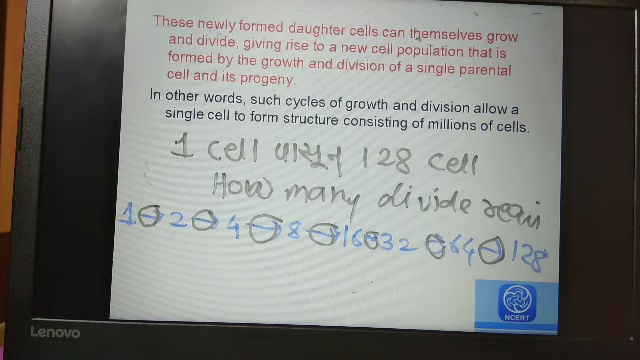 These newly formed daughter cells can themselves grow
and divide, giving rise to a new cell population that is
formed by the growth and division of a single parental
cell and its progeny.
In other words, such cycles of growth and division allow a
single cell to form structure consisting of millions of cells.
1 cell पासून 128 cell
How many divide
1 → 2 → 4 → 8 → 16 → 32 → 64 → 128
NCERT
Lenovo